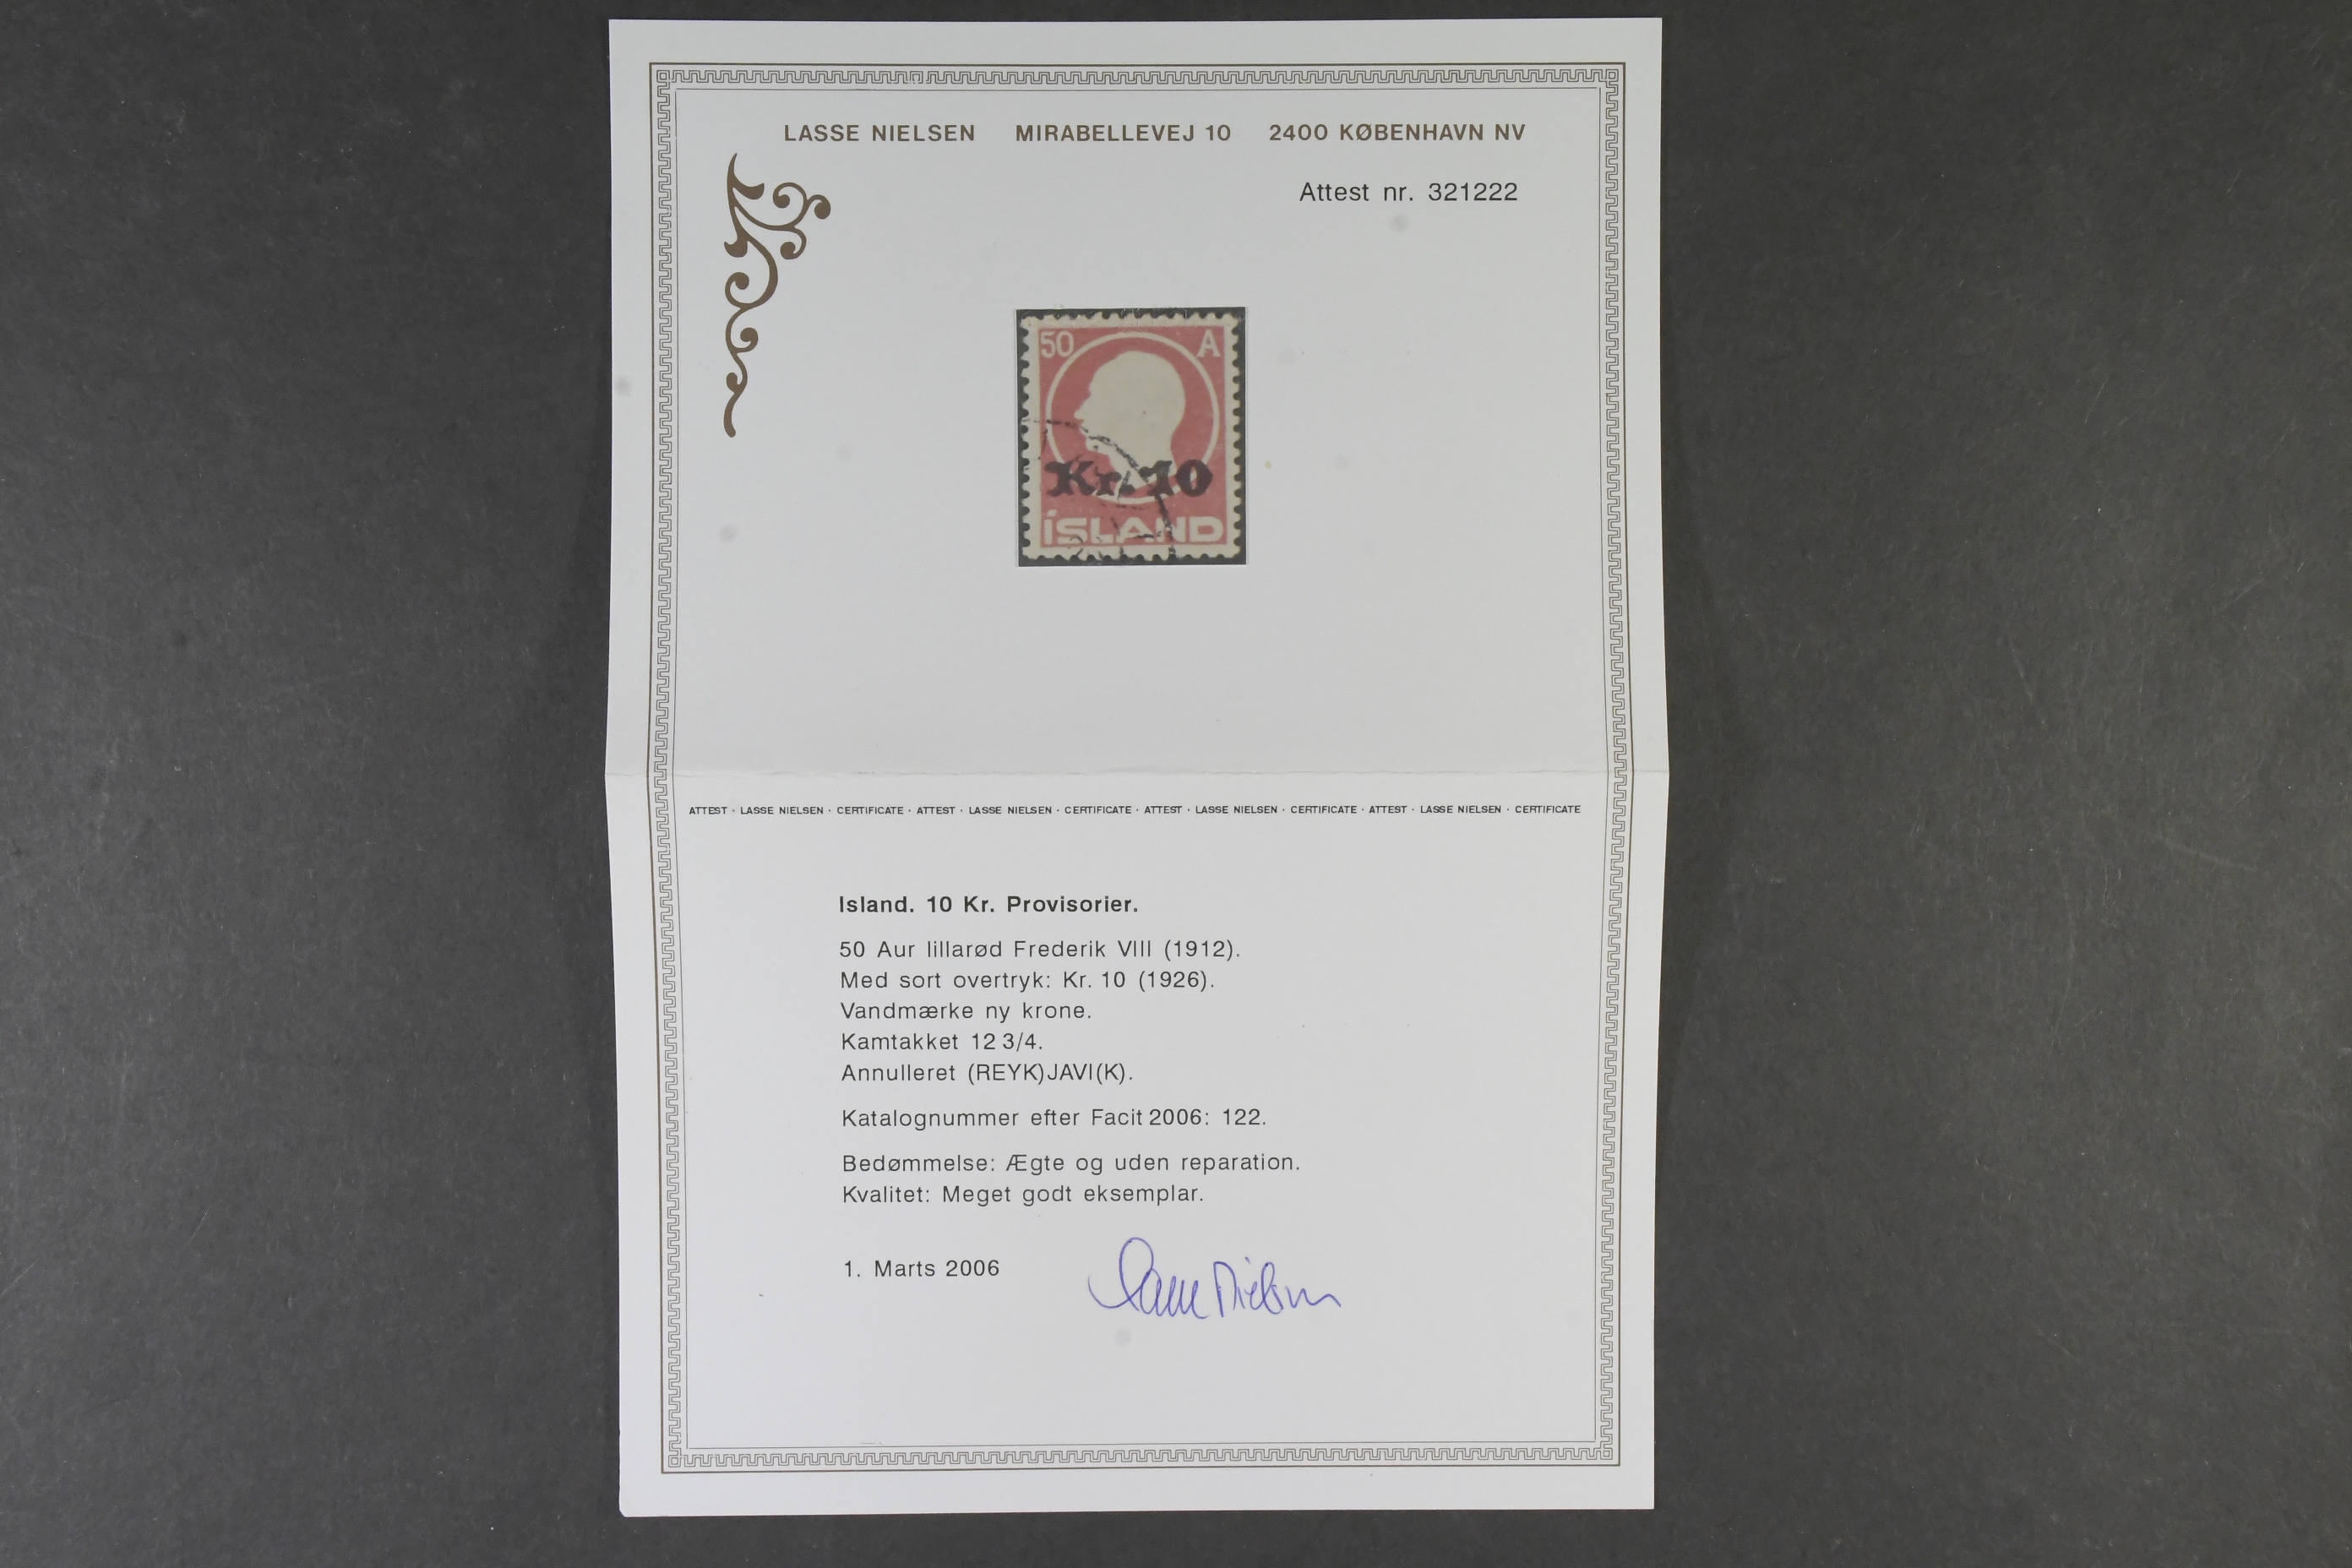 LASSE NIELSEN MIRABELLEVEJ 10 2400 KØBENHAVN NV
Attest nr. 321222
50 A
Kr. 10
ÍSLAND
ATTEST · LASSE NIELSEN · CERTIFICATE · ATTEST · LASSE NIELSEN · CERTIFICATE · ATTEST · LASSE NIELSEN · CERTIFICATE · ATTEST · LASSE NIELSEN · CERTIFICATE
Island. 10 Kr. Provisorier.
50 Aur lillarød Frederik VIII (1912).
Med sort overtryk: Kr. 10 (1926).
Vandmærke ny krone.
Kamtakket 12 3/4.
Annulleret (REYK)JAVI(K).
Katalognummer efter Facit 2006: 122.
Bedømmelse: Ægte og uden reparation.
Kvalitet: Meget godt eksemplar.
1. Marts 2006
Lasse Nielsen